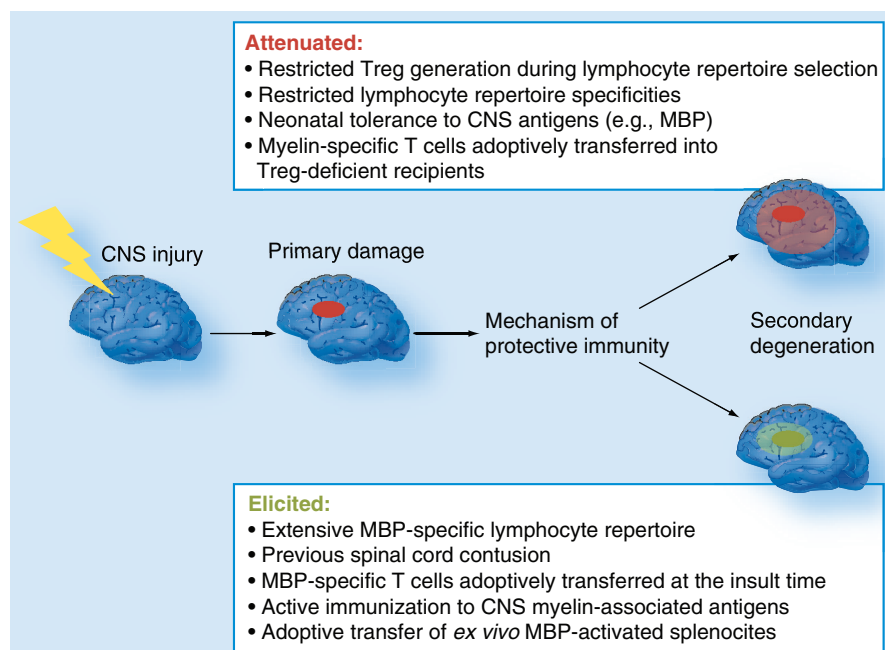 Attenuated:
• Restricted Treg generation during lymphocyte repertoire selection
• Restricted lymphocyte repertoire specificities
• Neonatal tolerance to CNS antigens (e.g., MBP)
• Myelin-specific T cells adoptively transferred into
Treg-deficient recipients
CNS injury
Primary damage
Mechanism of
protective immunity
Secondary
degeneration
Elicited:
• Extensive MBP-specific lymphocyte repertoire
• Previous spinal cord contusion
• MBP-specific T cells adoptively transferred at the insult time
• Active immunization to CNS myelin-associated antigens
• Adoptive transfer of ex vivo MBP-activated splenocites